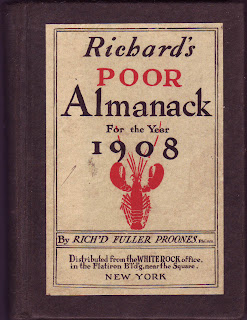 Richard's
POOR
Almanack
For the Year
1908
By RICH'D FULLER PROONES,
Distributed from the WHITE ROCK office,
in the Flatiron Bldg, near the Square.
NEW YORK